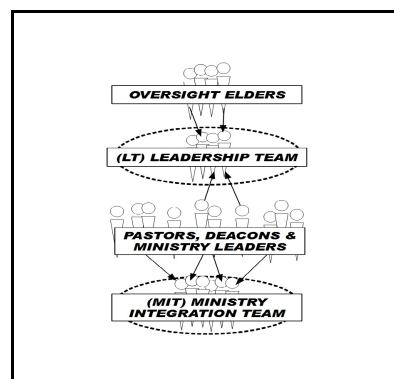 OVERSIGHT ELDERS
(LT) LEADERSHIP TEAM
PASTORS, DEACONS &
MINISTRY LEADERS
(MIT) MINISTRY
INTEGRATION TEAM